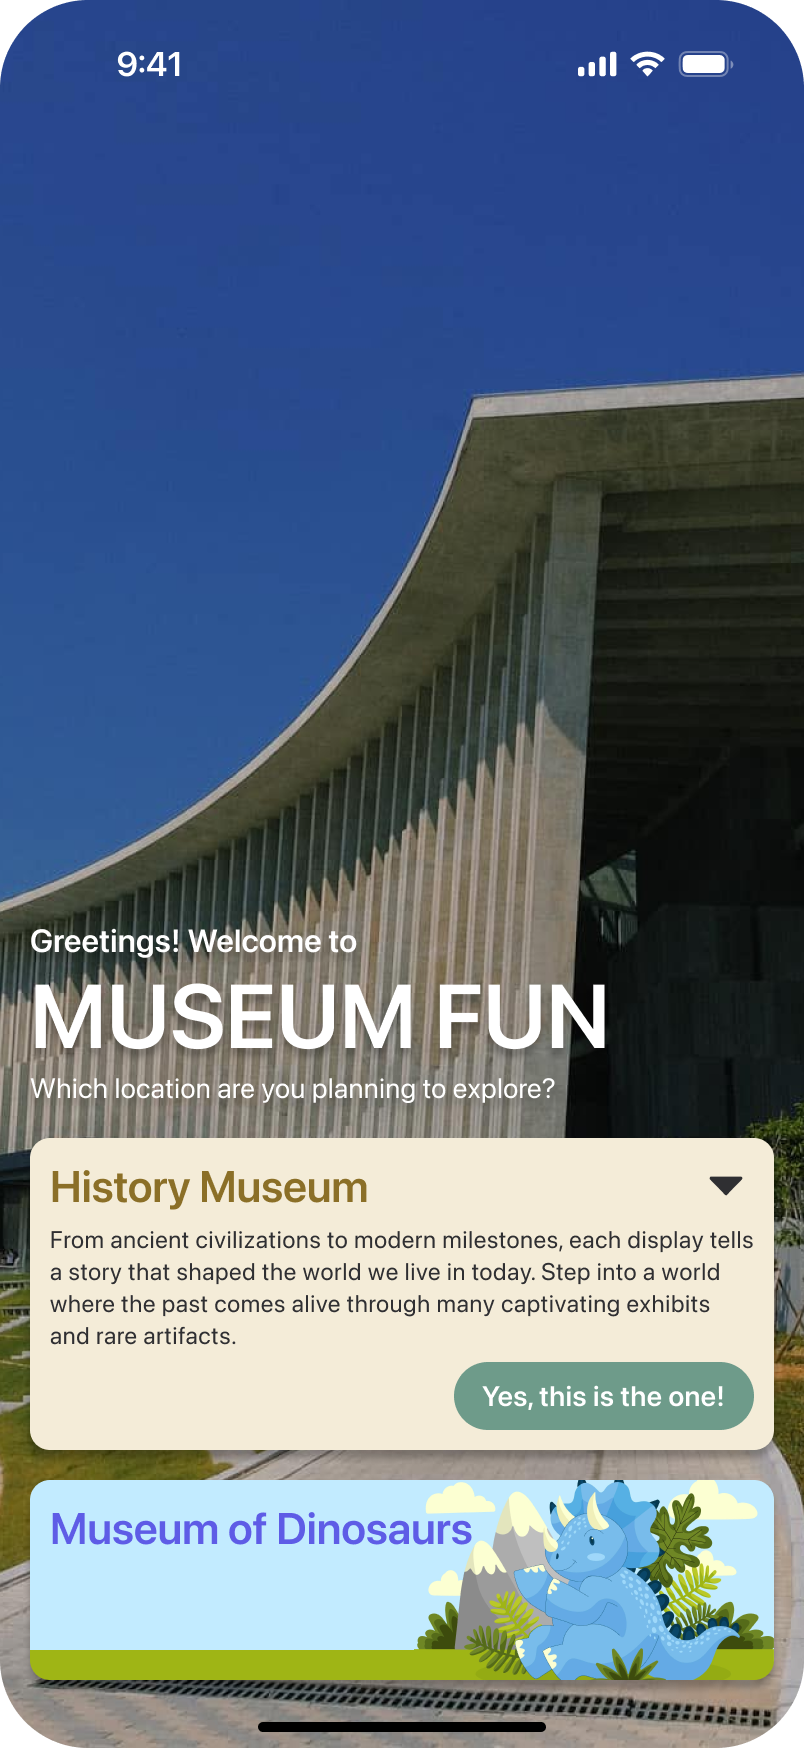 9:41
Greetings! Welcome to
MUSEUM FUN
Which location are you planning to explore?
History Museum
From ancient civilizations to modern milestones, each display tells
a story that shaped the world we live in today. Step into a world
where the past comes alive through many captivating exhibits
and rare artifacts.
Yes, this is the one!
Museum of Dinosaurs